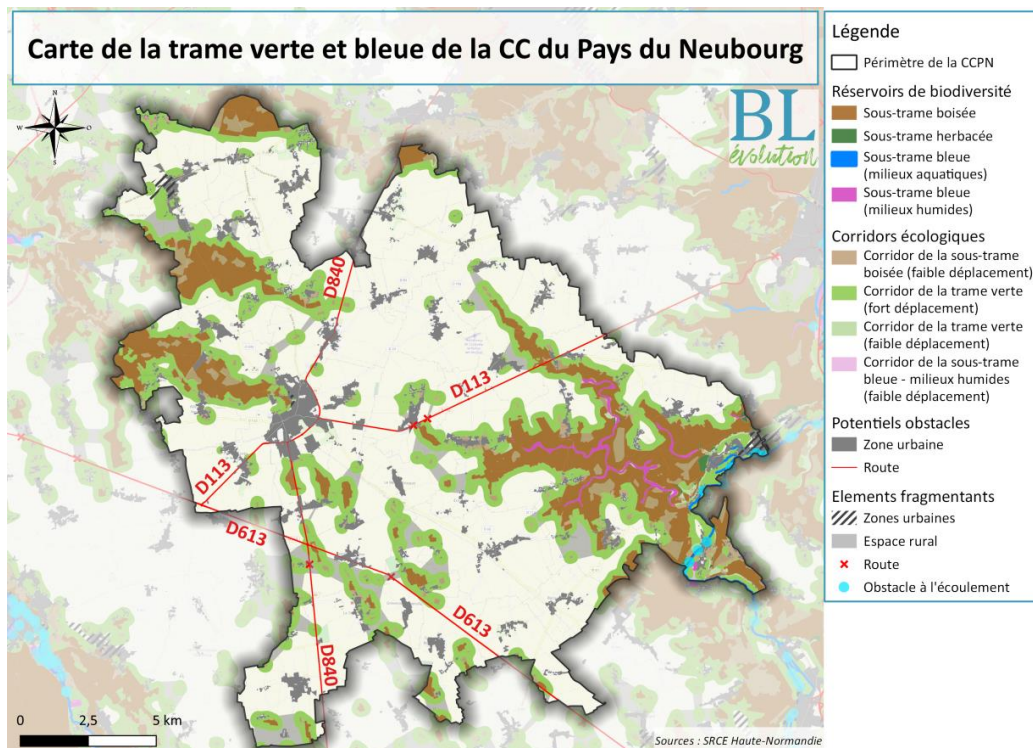 Carte de la trame verte et bleue de la CC du Pays du Neubourg
N
W
O
S
BL
évolution
D840
D113
D113
D613
D613
D840
0 2,5 5 km
Sources : SRCE Haute-Normandie
Légende
Périmètre de la CCPN
Réservoirs de biodiversité
Sous-trame boisée
Sous-trame herbacée
Sous-trame bleue
(milieux aquatiques)
Sous-trame bleue
(milieux humides)
Corridors écologiques
Corridor de la sous-trame
boisée (faible déplacement)
Corridor de la trame verte
(fort déplacement)
Corridor de la trame verte
(faible déplacement)
Corridor de la sous-trame
bleue - milieux humides
(faible déplacement)
Potentiels obstacles
Zone urbaine
Route
Elements fragmentants
Zones urbaines
Espace rural
Route
Obstacle à l'écoulement